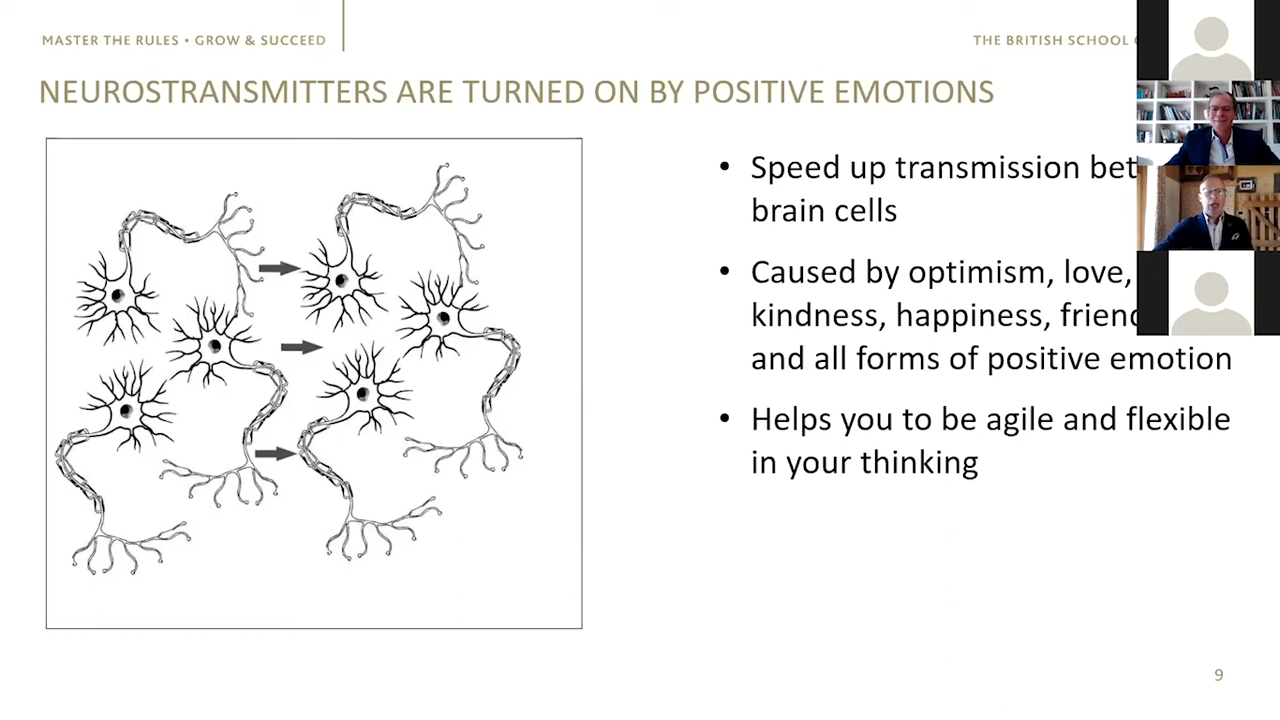 MASTER THE RULES • GROW & SUCCEED
THE BRITISH SCHOOL
NEUROSTRANSMITTERS ARE TURNED ON BY POSITIVE EMOTIONS
• Speed up transmission
brain cells
• Caused by optimism, love,
kindness, happiness,
and all forms of positive emotion
• Helps you to be agile and flexible
in your thinking
9